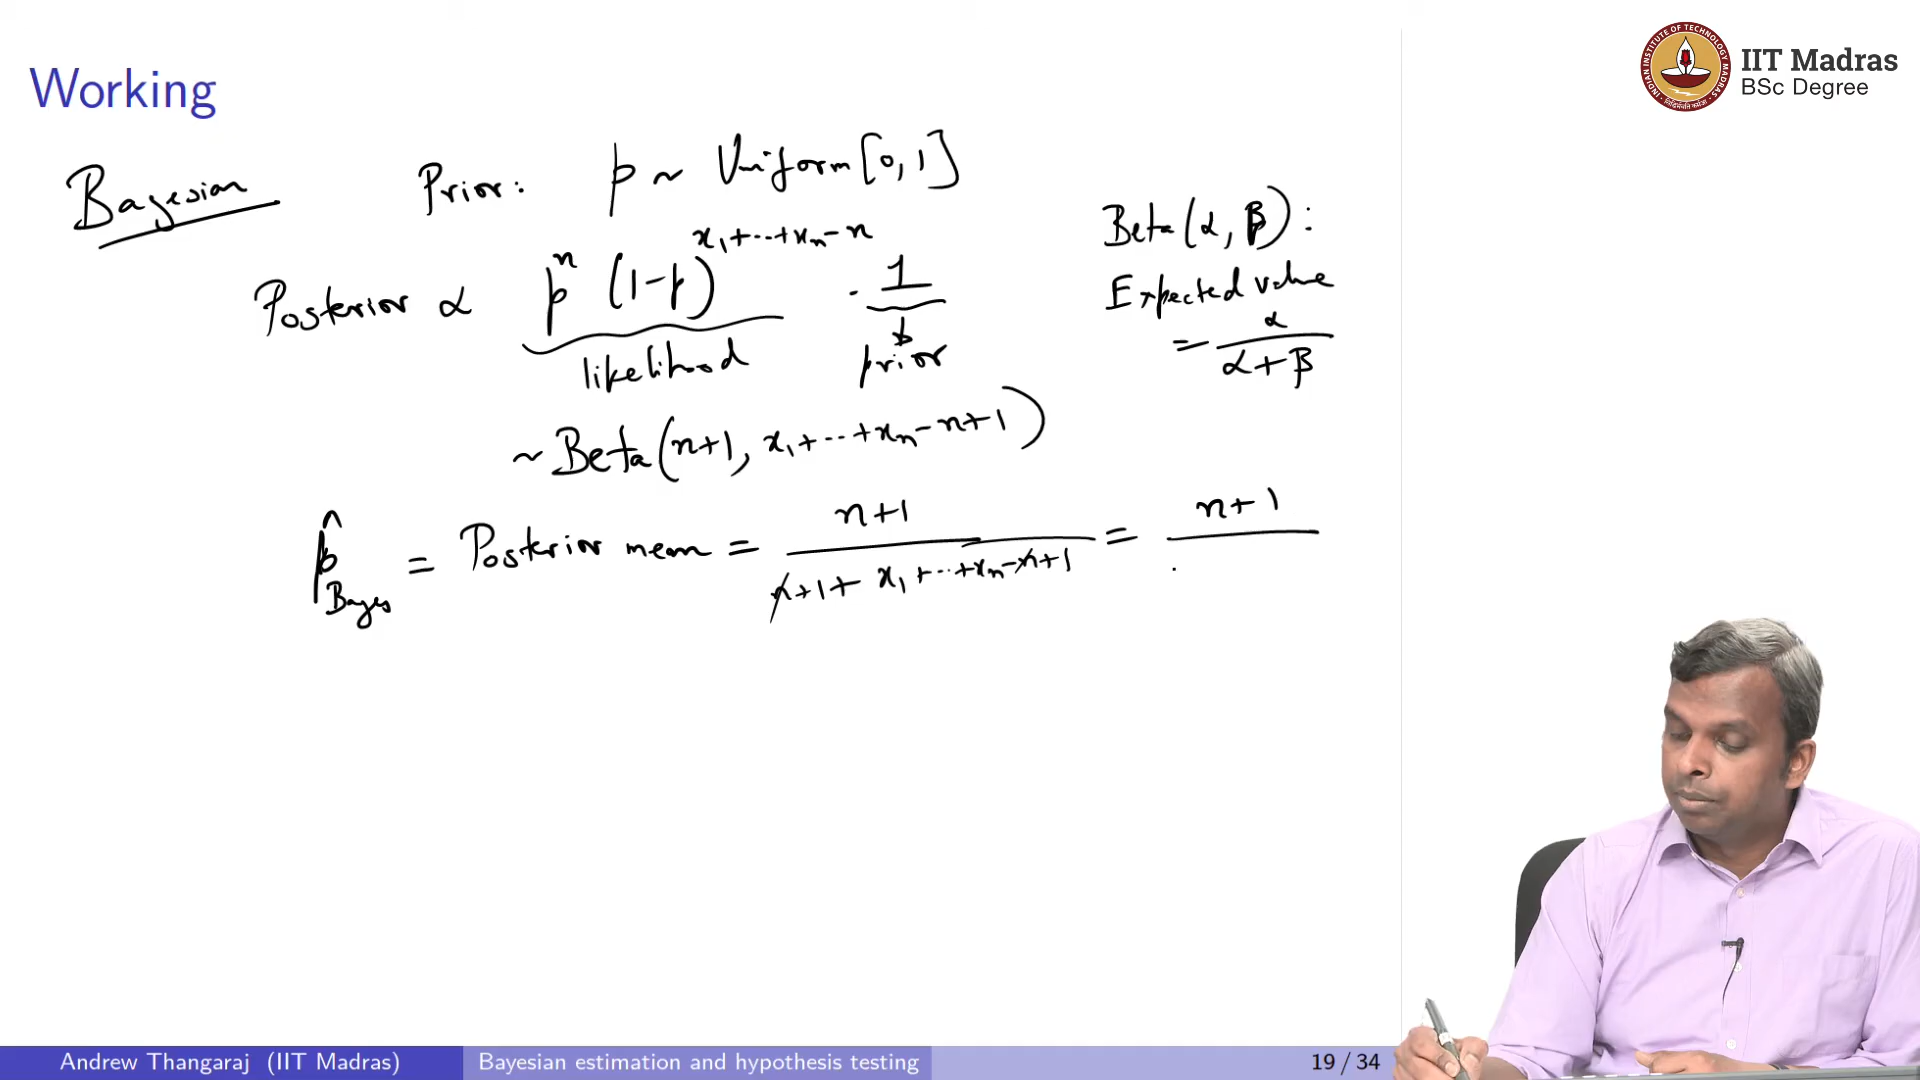 IIT Madras
BSc Degree
Working
Bayesian Prior: p ~ Uniform[0,1]
Posterior α p^n (1-p)^{x₁+...+xₙ-n} · 1
likelihood prior
Beta(α, β):
Expected value
= α/(α+β)
~ Beta(n+1, x₁+...+xₙ-n+1)
p̂_Bayes = Posterior mean = (n+1)/(n+1+x₁+...+xₙ-n+1) = n+1
Andrew Thangaraj (IIT Madras) Bayesian estimation and hypothesis testing 19 / 34